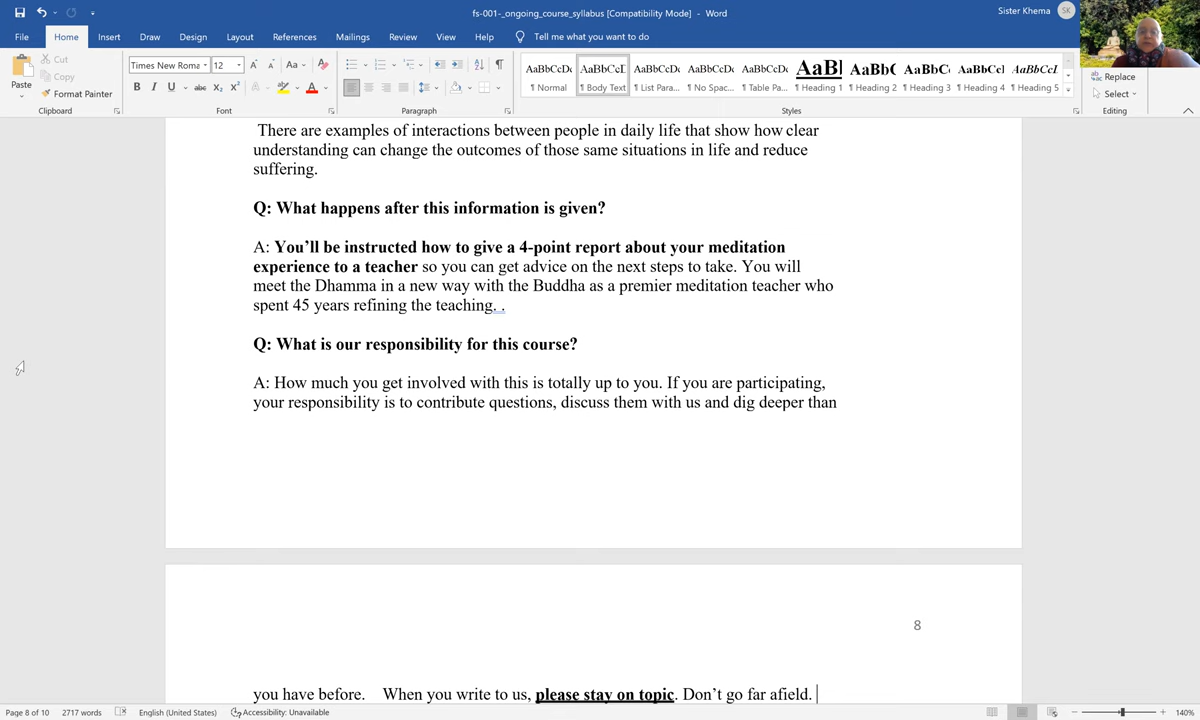 fs-001-_ongoing_course_syllabus [Compatibility Mode] - Word
Sister Khema SK
File Home Insert Draw Design Layout References Mailings Review View Help Tell me what you want to do
Paste
Cut
Copy
Format Painter
Clipboard
Times New Roma 12
Font
Paragraph
AaBbCcDc AaBbCcDc AaBbCcDc AaBbCcDc AaBbCcDc AaBl AaBbC AaBbC AaBbCcl AaBbCcL
¶ Normal ¶ Body Text ¶ List Para... ¶ No Spac... ¶ Table Pa... ¶ Heading 1 ¶ Heading 2 ¶ Heading 3 ¶ Heading 4 ¶ Heading 5
Styles
Replace
Select
Editing
There are examples of interactions between people in daily life that show how clear
understanding can change the outcomes of those same situations in life and reduce
suffering.
Q: What happens after this information is given?
A: You’ll be instructed how to give a 4-point report about your meditation
experience to a teacher so you can get advice on the next steps to take. You will
meet the Dhamma in a new way with the Buddha as a premier meditation teacher who
spent 45 years refining the teaching. .
Q: What is our responsibility for this course?
A: How much you get involved with this is totally up to you. If you are participating,
your responsibility is to contribute questions, discuss them with us and dig deeper than
8
you have before. When you write to us, please stay on topic. Don’t go far afield.
Page 8 of 10 2717 words English (United States) Accessibility: Unavailable 140%